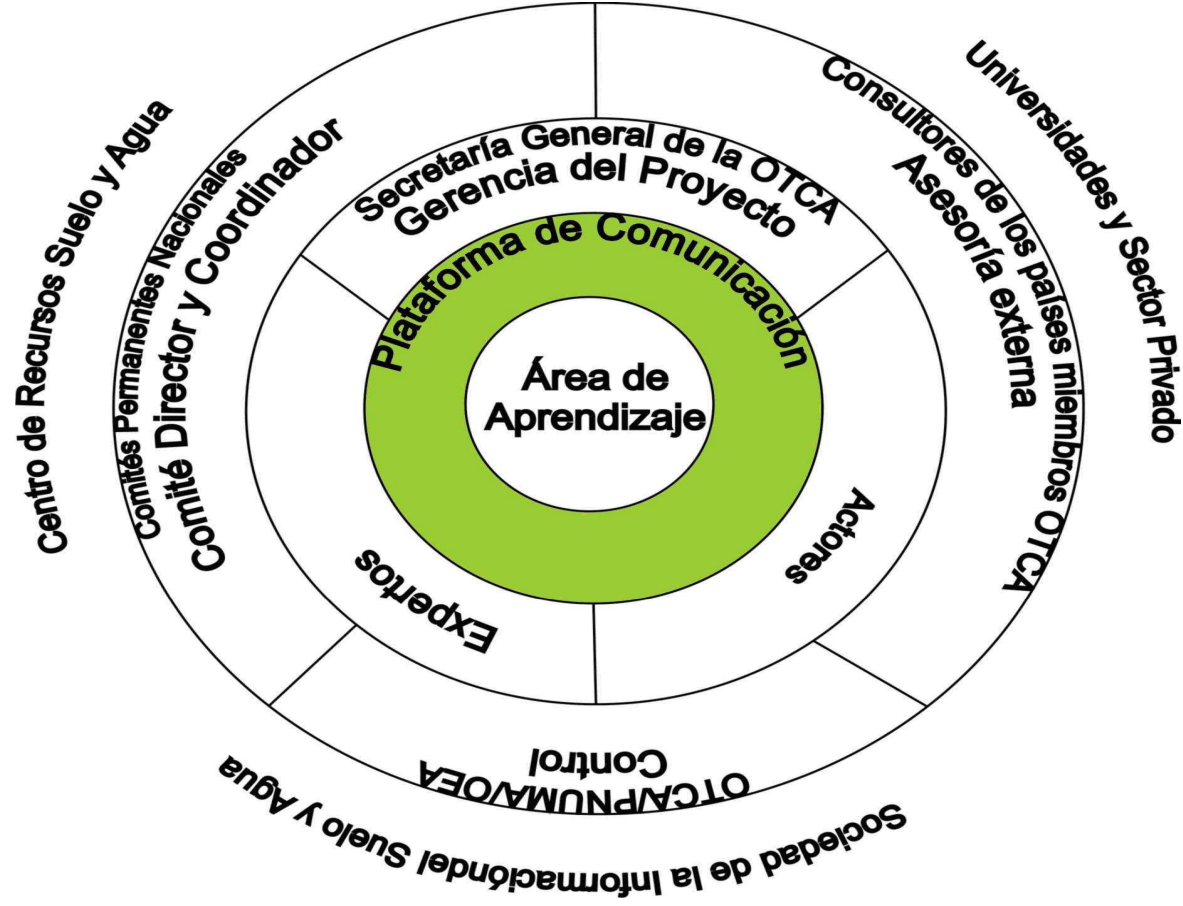 Centro de Recursos Suelo y Agua
Universidades y Sector Privado
Comités Permanentes Nacionales
Comité Director y Coordinador
Consultores de los países miembros OTCA
Asesoría externa
Secretaría General de la OTCA
Gerencia del Proyecto
Plataforma de Comunicación
Área de
Aprendizaje
Expertos
Actores
Control
OTCA/PNUMA/OEA
Sociedad de la Informacióndel Suelo y Agua